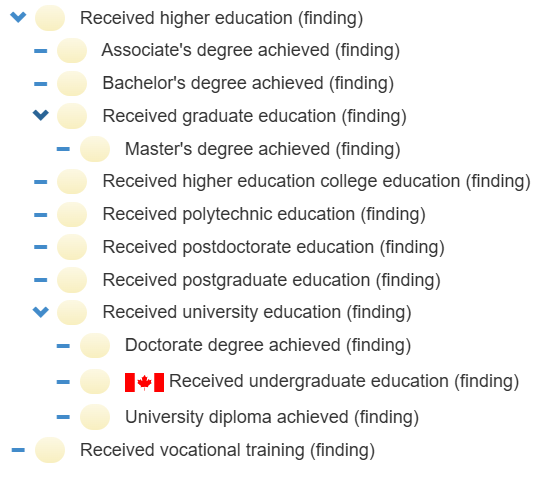 Received higher education (finding)
Associate's degree achieved (finding)
Bachelor's degree achieved (finding)
Received graduate education (finding)
Master's degree achieved (finding)
Received higher education college education (finding)
Received polytechnic education (finding)
Received postdoctorate education (finding)
Received postgraduate education (finding)
Received university education (finding)
Doctorate degree achieved (finding)
Received undergraduate education (finding)
University diploma achieved (finding)
Received vocational training (finding)